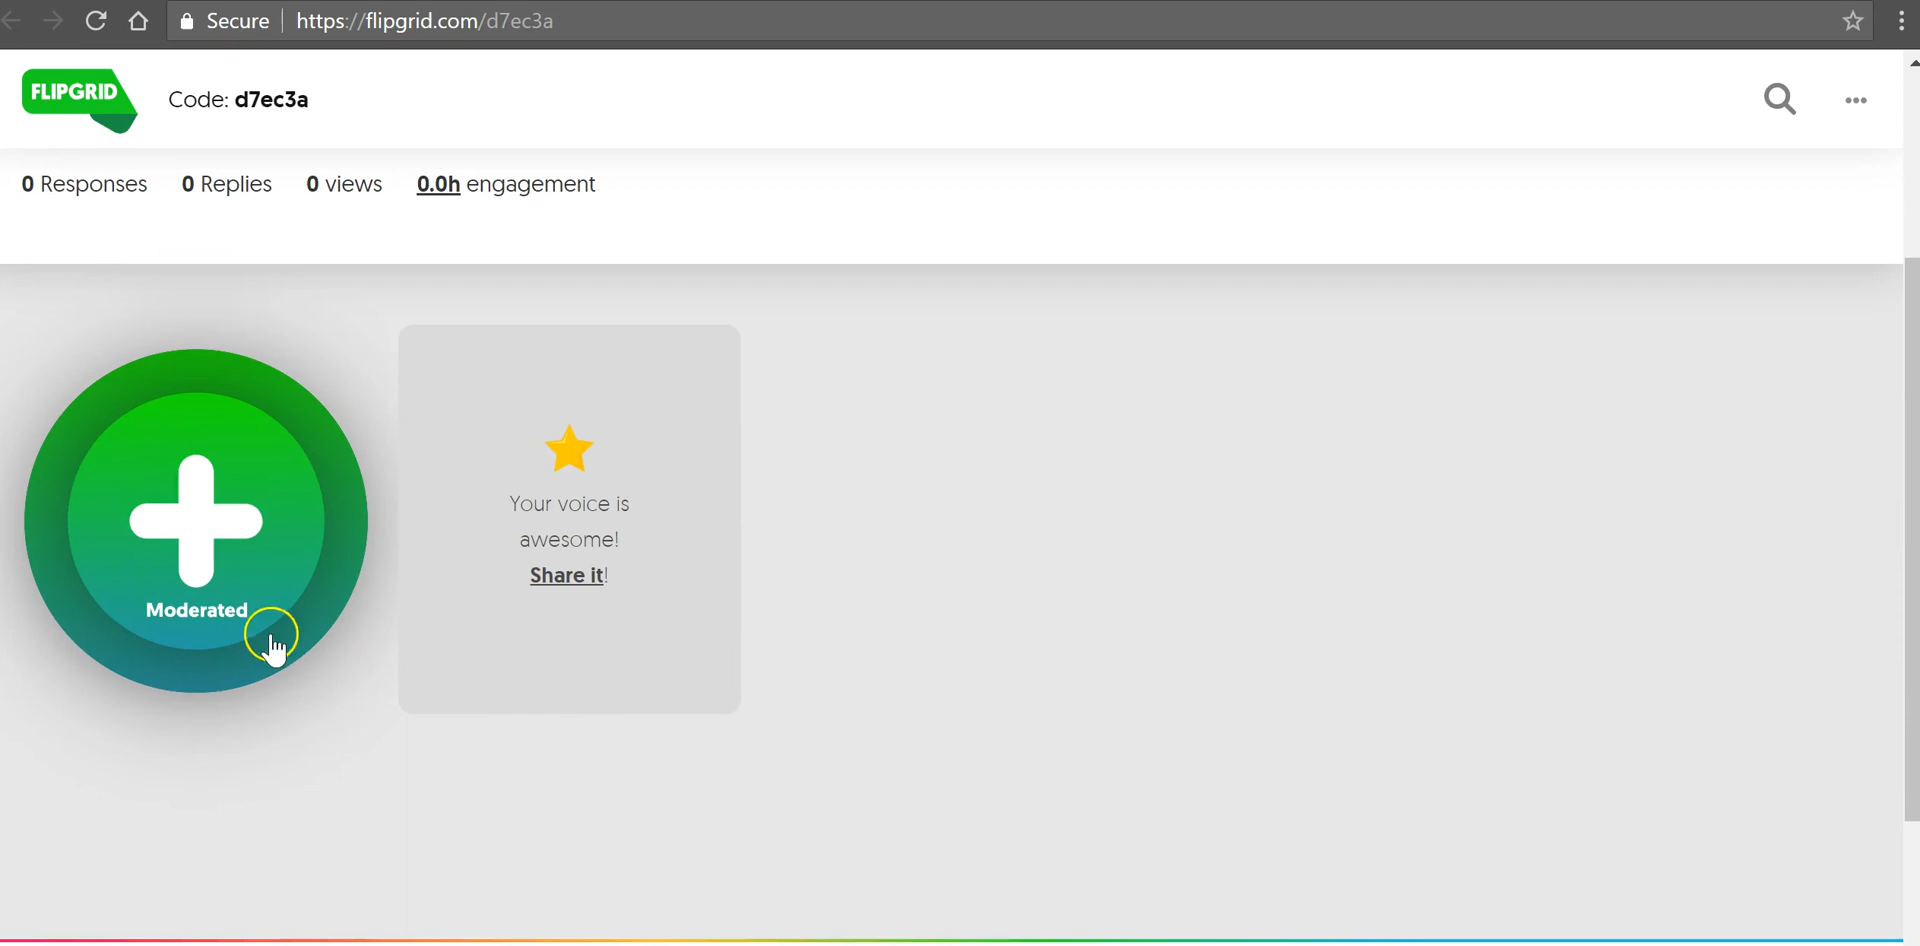 Secure https://flipgrid.com/d7ec3a
FLIPGRID
Code: d7ec3a
0 Responses 0 Replies 0 views 0.0h engagement
Moderated
Your voice is
awesome!
Share it!